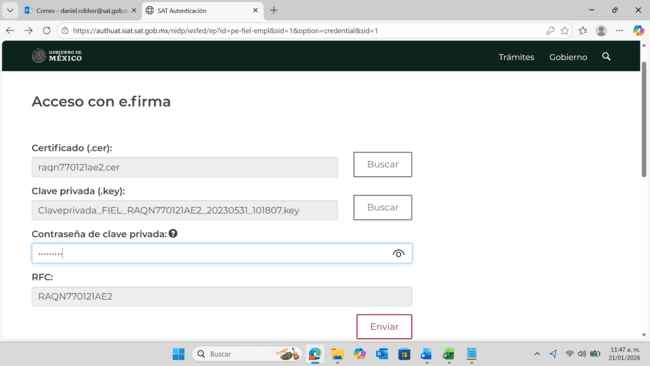 Correo - daniel.roblesr@sat.gob.m
SAT Autenticación
https://authuat.siat.sat.gob.mx/nidp/wsfed/ep?id=pe-fiel-empl&sid=1&option=credential&sid=1
GOBIERNO DE
MÉXICO
Trámites Gobierno
Acceso con e.firma
Certificado (.cer):
raqn770121ae2.cer
Buscar
Clave privada (.key):
Claveprivada_FIEL_RAQN770121AE2_20230531_101807.key
Buscar
Contraseña de clave privada:
RFC:
RAQN770121AE2
Enviar
Buscar
11:47 a. m.
21/01/2026